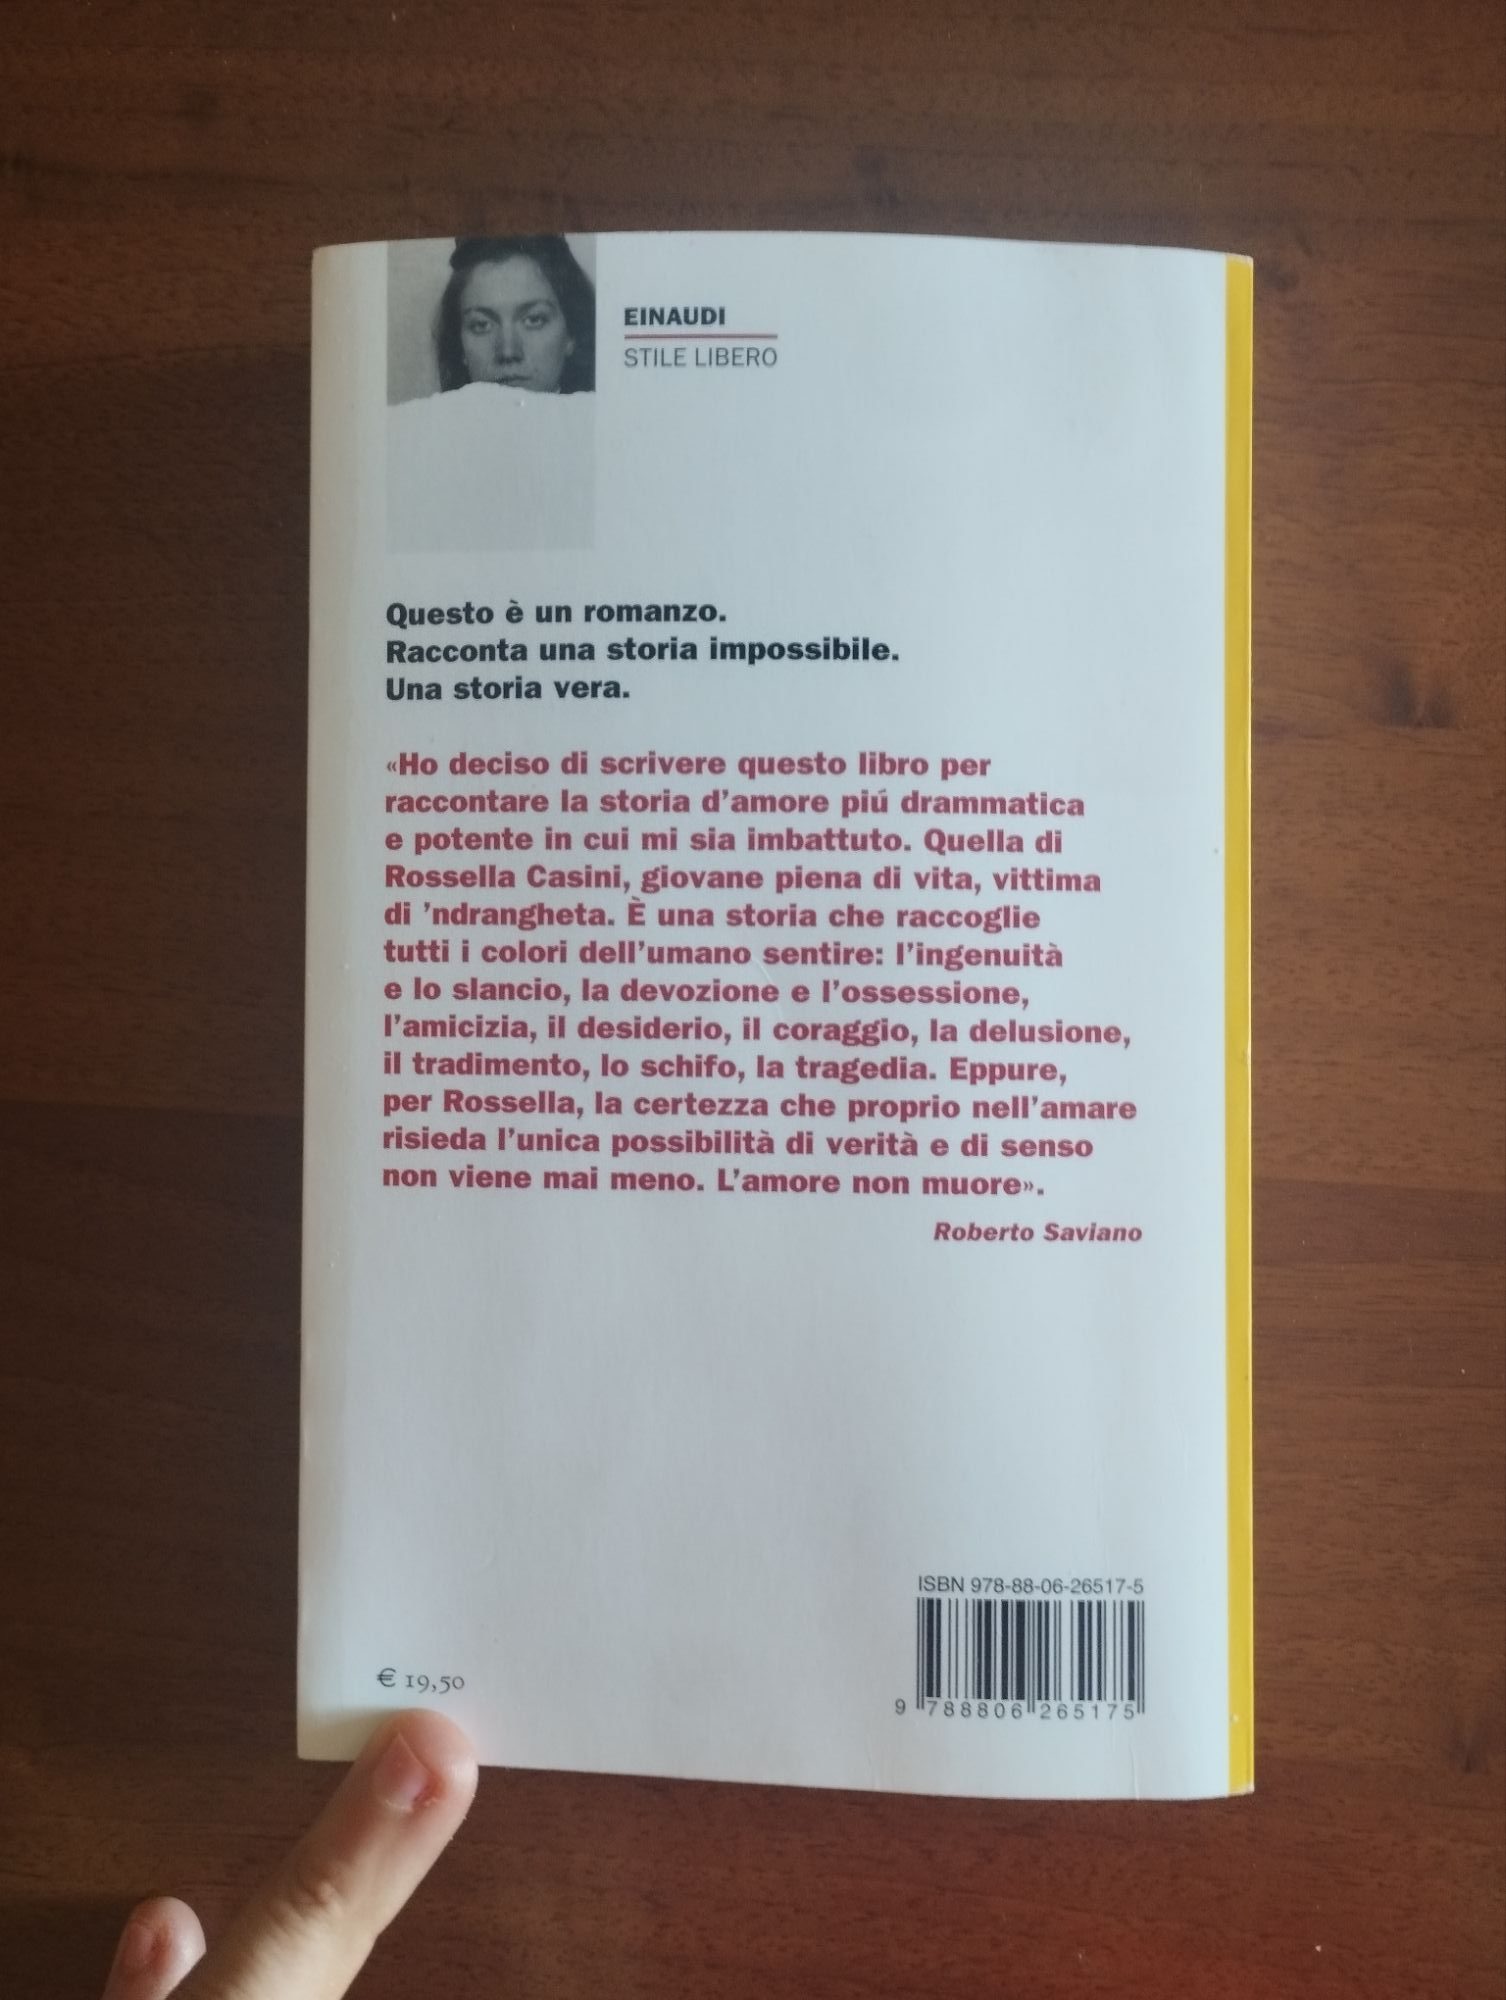 EINAUDI
STILE LIBERO
Questo è un romanzo.
Racconta una storia impossibile.
Una storia vera.
«Ho deciso di scrivere questo libro per
raccontare la storia d’amore piú drammatica
e potente in cui mi sia imbattuto. Quella di
Rossella Casini, giovane piena di vita, vittima
di ’ndrangheta. È una storia che raccoglie
tutti i colori dell’umano sentire: l’ingenuità
e lo slancio, la devozione e l’ossessione,
l’amicizia, il desiderio, il coraggio, la delusione,
il tradimento, lo schifo, la tragedia. Eppure,
per Rossella, la certezza che proprio nell’amare
risieda l’unica possibilità di verità e di senso
non viene mai meno. L’amore non muore».
Roberto Saviano
ISBN 978-88-06-26517-5
€ 19,50
9 788806 265175